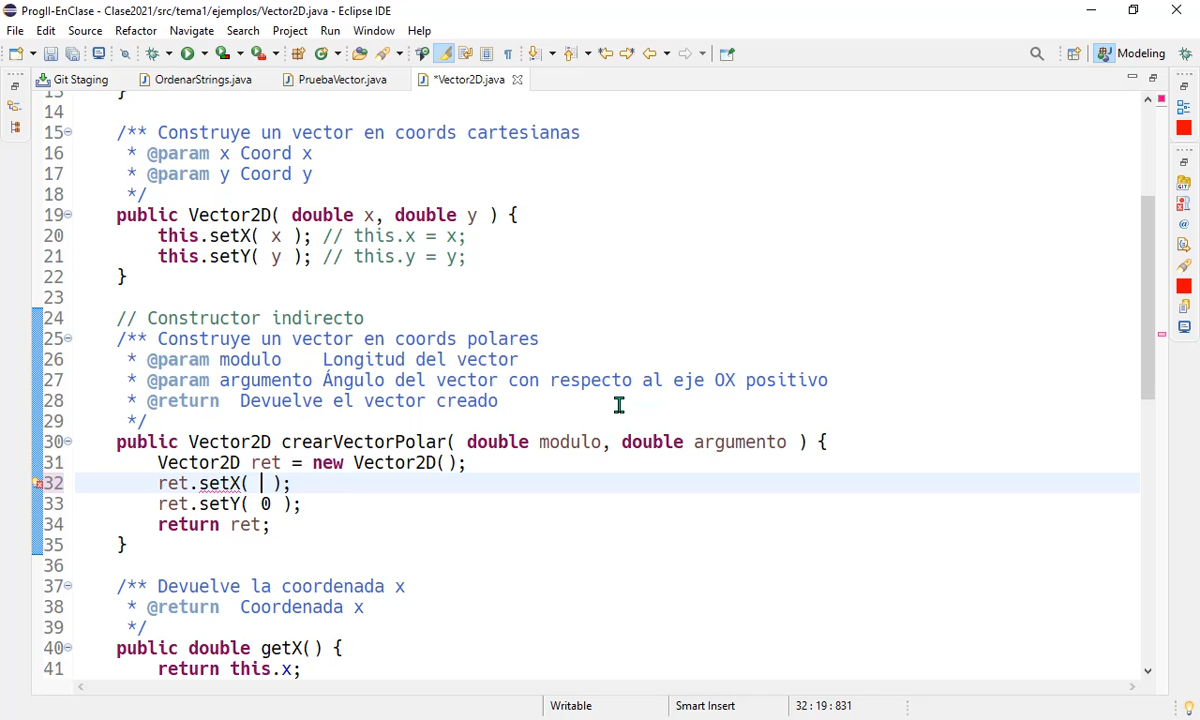 ProgII-EnClase - Clase2021/src/tema1/ejemplos/Vector2D.java - Eclipse IDE
File Edit Source Refactor Navigate Search Project Run Window Help
Modeling
Git Staging OrdenarStrings.java PruebaVector.java *Vector2D.java
13 }
14
15 /** Construye un vector en coords cartesianas
16 * @param x Coord x
17 * @param y Coord y
18 */
19 public Vector2D( double x, double y ) {
20 this.setX( x ); // this.x = x;
21 this.setY( y ); // this.y = y;
22 }
23
24 // Constructor indirecto
25 /** Construye un vector en coords polares
26 * @param modulo Longitud del vector
27 * @param argumento Ángulo del vector con respecto al eje OX positivo
28 * @return Devuelve el vector creado
29 */
30 public Vector2D crearVectorPolar( double modulo, double argumento ) {
31 Vector2D ret = new Vector2D();
32 ret.setX( );
33 ret.setY( 0 );
34 return ret;
35 }
36
37 /** Devuelve la coordenada x
38 * @return Coordenada x
39 */
40 public double getX() {
41 return this.x;
Writable Smart Insert 32 : 19 : 831